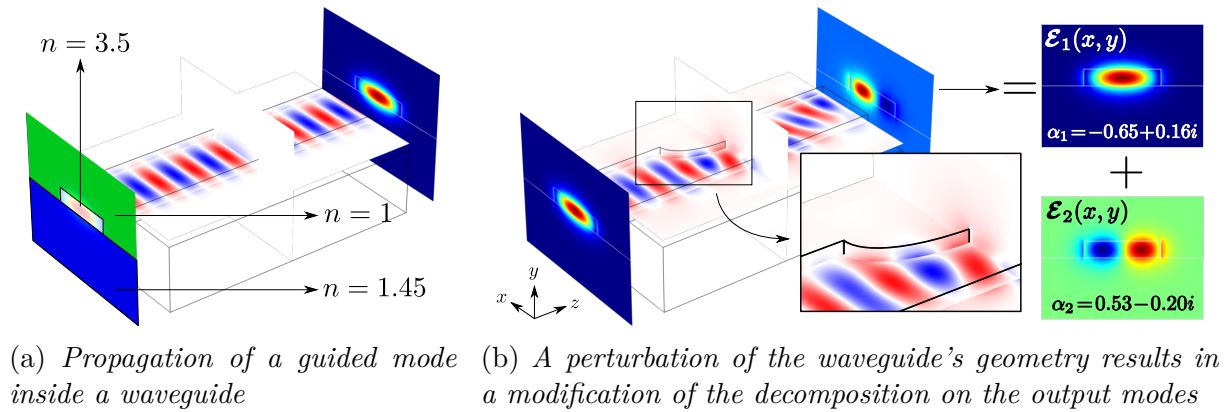 n = 3.5
n = 1
n = 1.45
y
x
z
𝓔₁(x, y)
α₁=−0.65+0.16i
=
+
𝓔₂(x, y)
α₂=0.53−0.20i
(a) Propagation of a guided mode
inside a waveguide
(b) A perturbation of the waveguide's geometry results in
a modification of the decomposition on the output modes